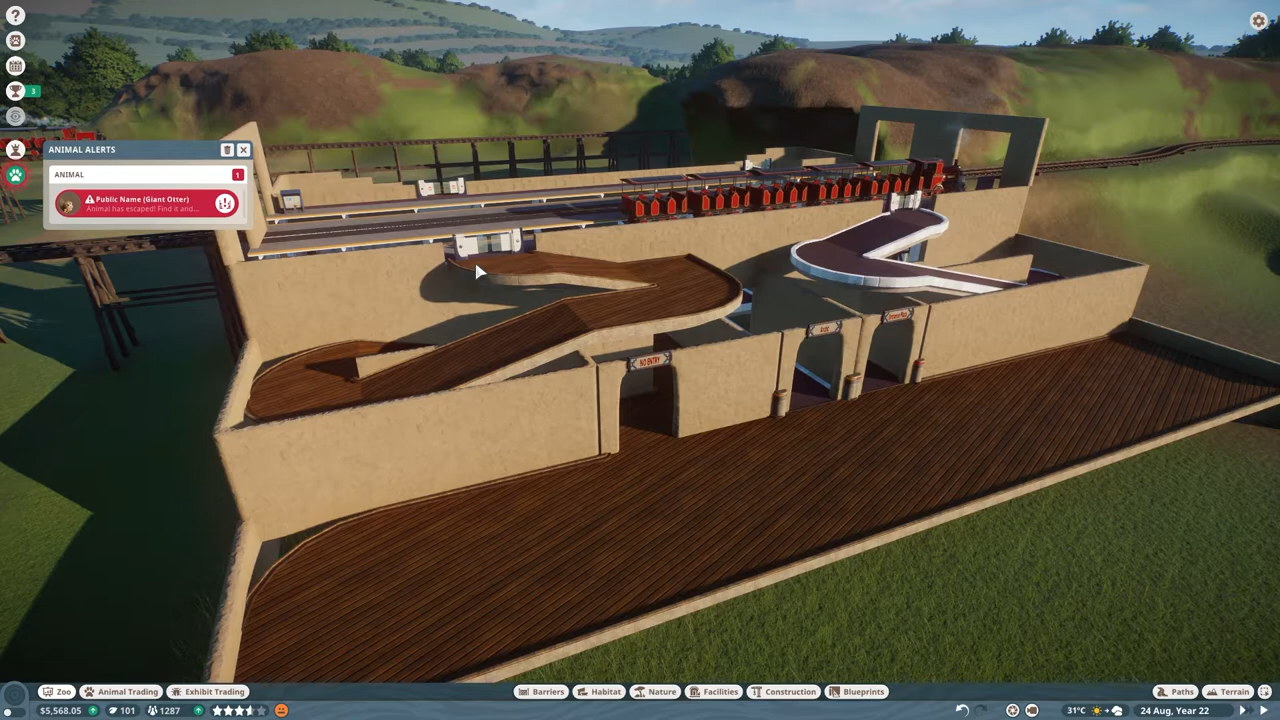 ?
3
ANIMAL ALERTS
ANIMAL
1
Public Name (Giant Otter)
Animal has escaped! Find it and...
NO ENTRY
Zoo
Animal Trading
Exhibit Trading
Barriers
Habitat
Nature
Facilities
Construction
Blueprints
Paths
Terrain
$5,568.05
101
1287
31°C
24 Aug, Year 22